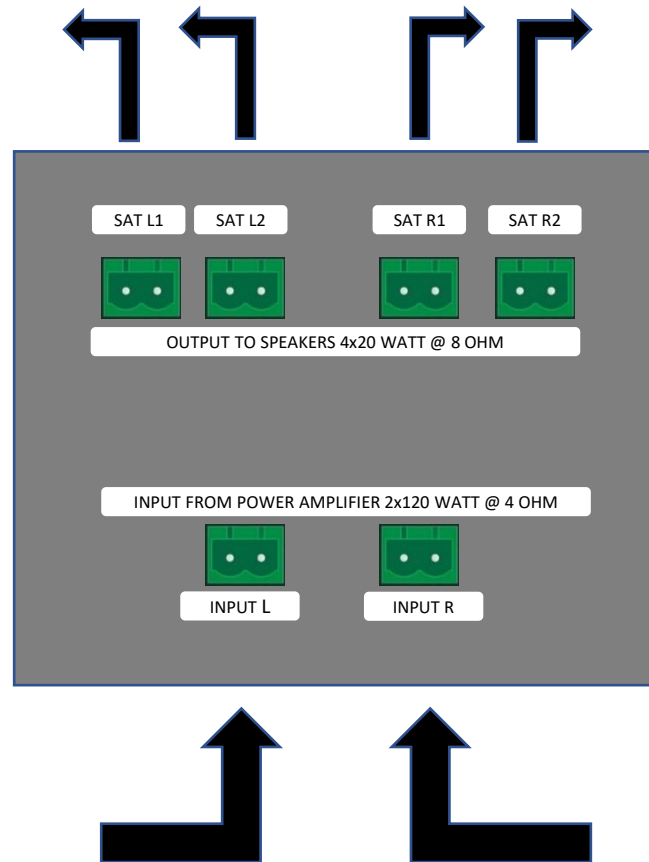 SAT L1 SAT L2 SAT R1 SAT R2
OUTPUT TO SPEAKERS 4x20 WATT @ 8 OHM
INPUT FROM POWER AMPLIFIER 2x120 WATT @ 4 OHM
INPUT L INPUT R